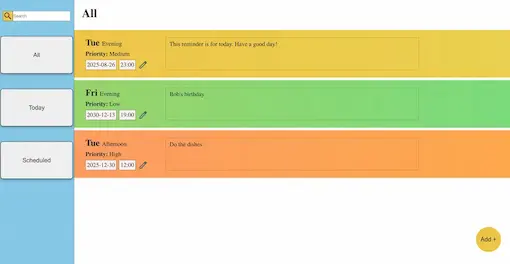 Search
All
Today
Scheduled
All
Tue Evening
Priority: Medium
2025-08-26 23:00
This reminder is for today. Have a good day!
Fri Evening
Priority: Low
2030-12-13 19:00
Bob's birthday
Tue Afternoon
Priority: High
2025-12-30 12:00
Do the dishes
Add +